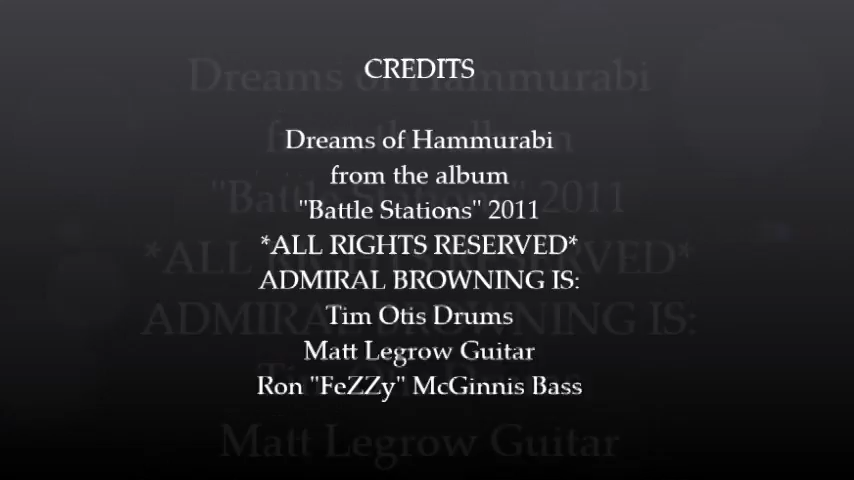 CREDITS
Dreams of Hammurabi
from the album
"Battle Stations" 2011
*ALL RIGHTS RESERVED*
ADMIRAL BROWNING IS:
Tim Otis Drums
Matt Legrow Guitar
Ron "FeZZy" McGinnis Bass